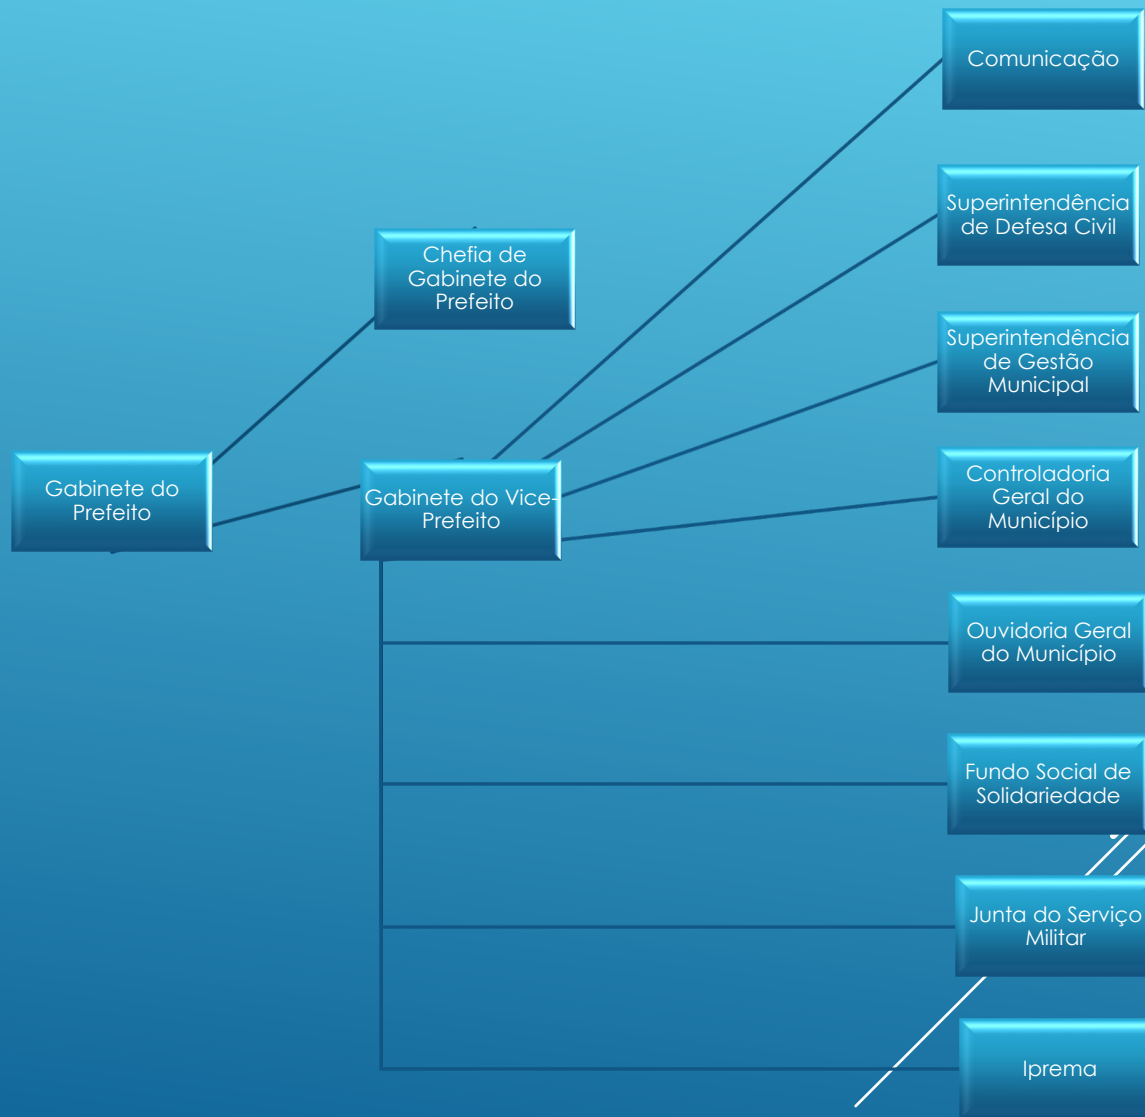 Comunicação
Superintendência
de Defesa Civil
Chefia de
Gabinete do
Prefeito
Superintendência
de Gestão
Municipal
Gabinete do
Prefeito
Gabinete do Vice-
Prefeito
Controladoria
Geral do
Município
Ouvidoria Geral
do Município
Fundo Social de
Solidariedade
Junta do Serviço
Militar
Iprema